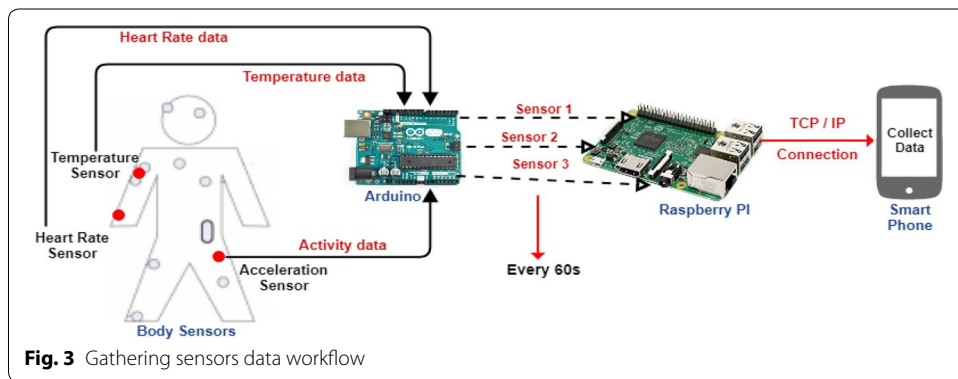 Heart Rate data
Temperature data
Temperature
Sensor
Heart Rate
Sensor
Activity data
Acceleration
Sensor
Body Sensors
Arduino
Sensor 1
Sensor 2
Sensor 3
Every 60s
Raspberry PI
TCP / IP
Connection
Collect
Data
Smart
Phone
Fig. 3 Gathering sensors data workflow